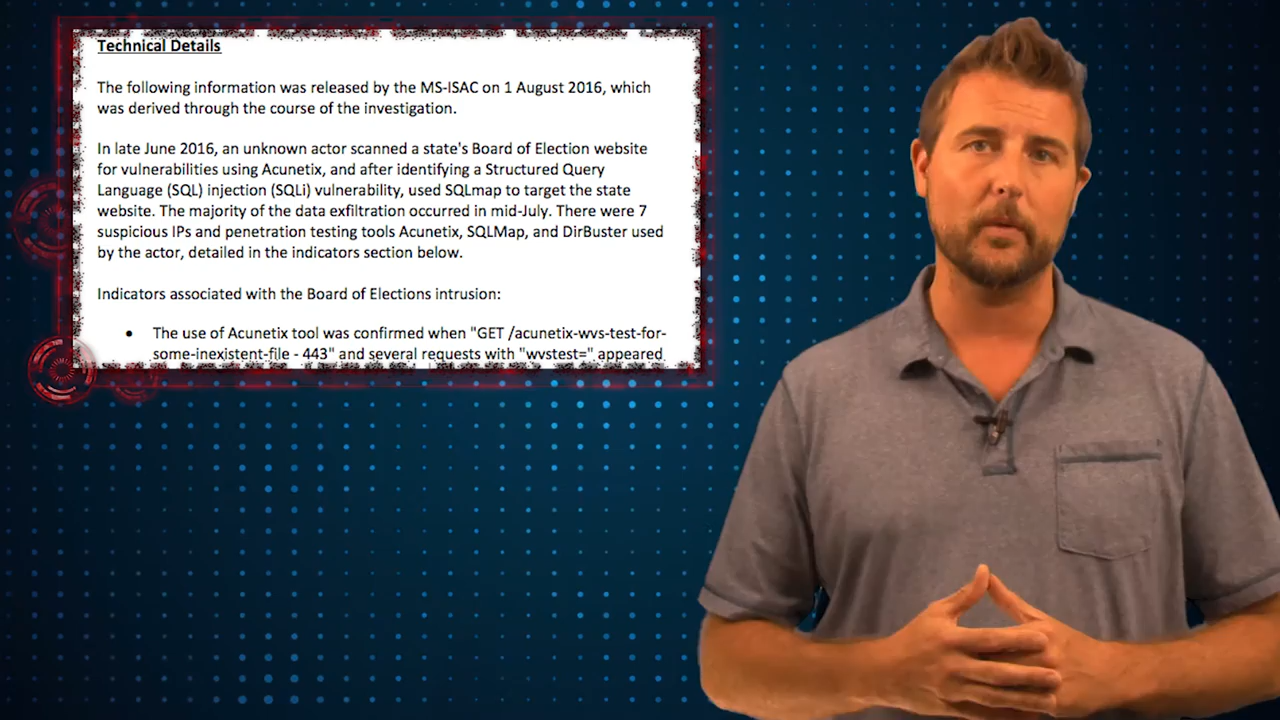 Technical Details
The following information was released by the MS-ISAC on 1 August 2016, which
was derived through the course of the investigation.
In late June 2016, an unknown actor scanned a state's Board of Election website
for vulnerabilities using Acunetix, and after identifying a Structured Query
Language (SQL) injection (SQLi) vulnerability, used SQLmap to target the state
website. The majority of the data exfiltration occurred in mid-July. There were 7
suspicious IPs and penetration testing tools Acunetix, SQLMap, and DirBuster used
by the actor, detailed in the indicators section below.
Indicators associated with the Board of Elections intrusion:
• The use of Acunetix tool was confirmed when "GET /acunetix-wvs-test-for-
some-inexistent-file - 443" and several requests with "wvstest=" appeared